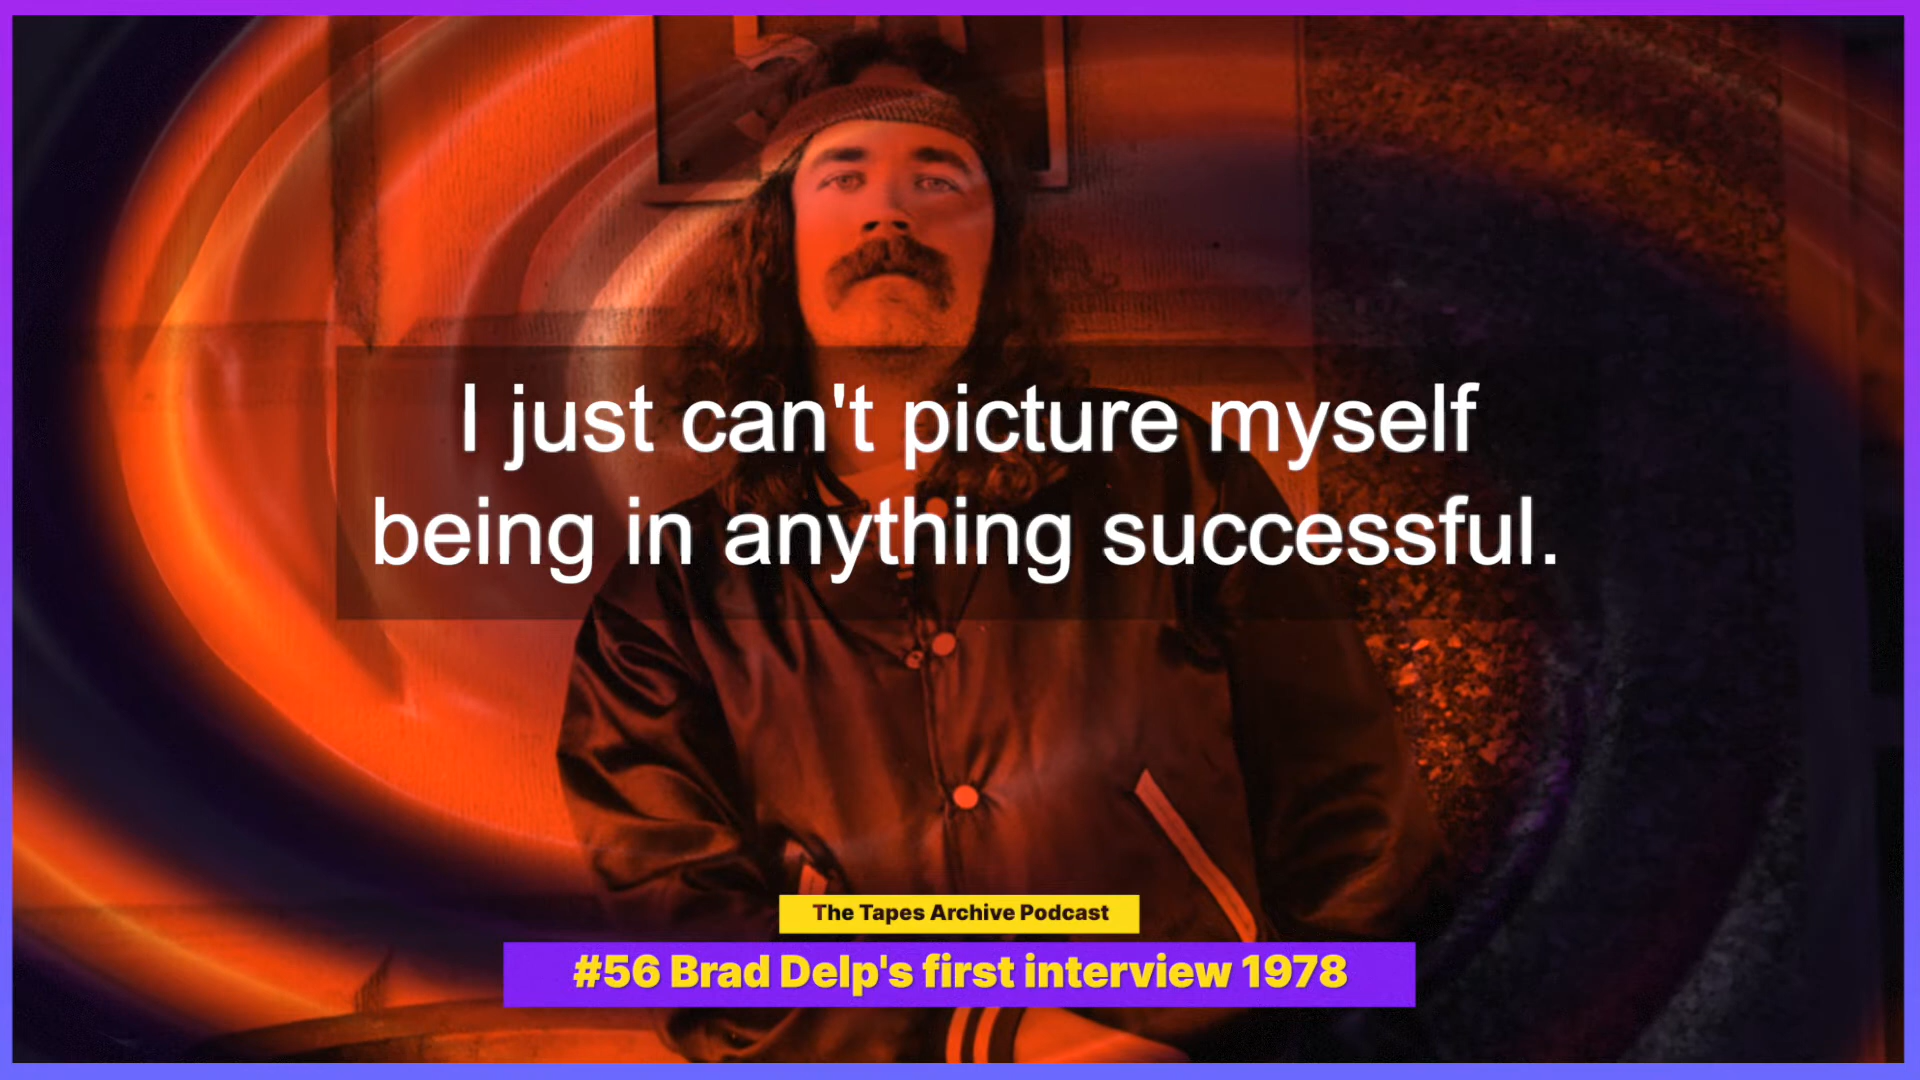 I just can't picture myself
being in anything successful.
The Tapes Archive Podcast
#56 Brad Delp's first interview 1978